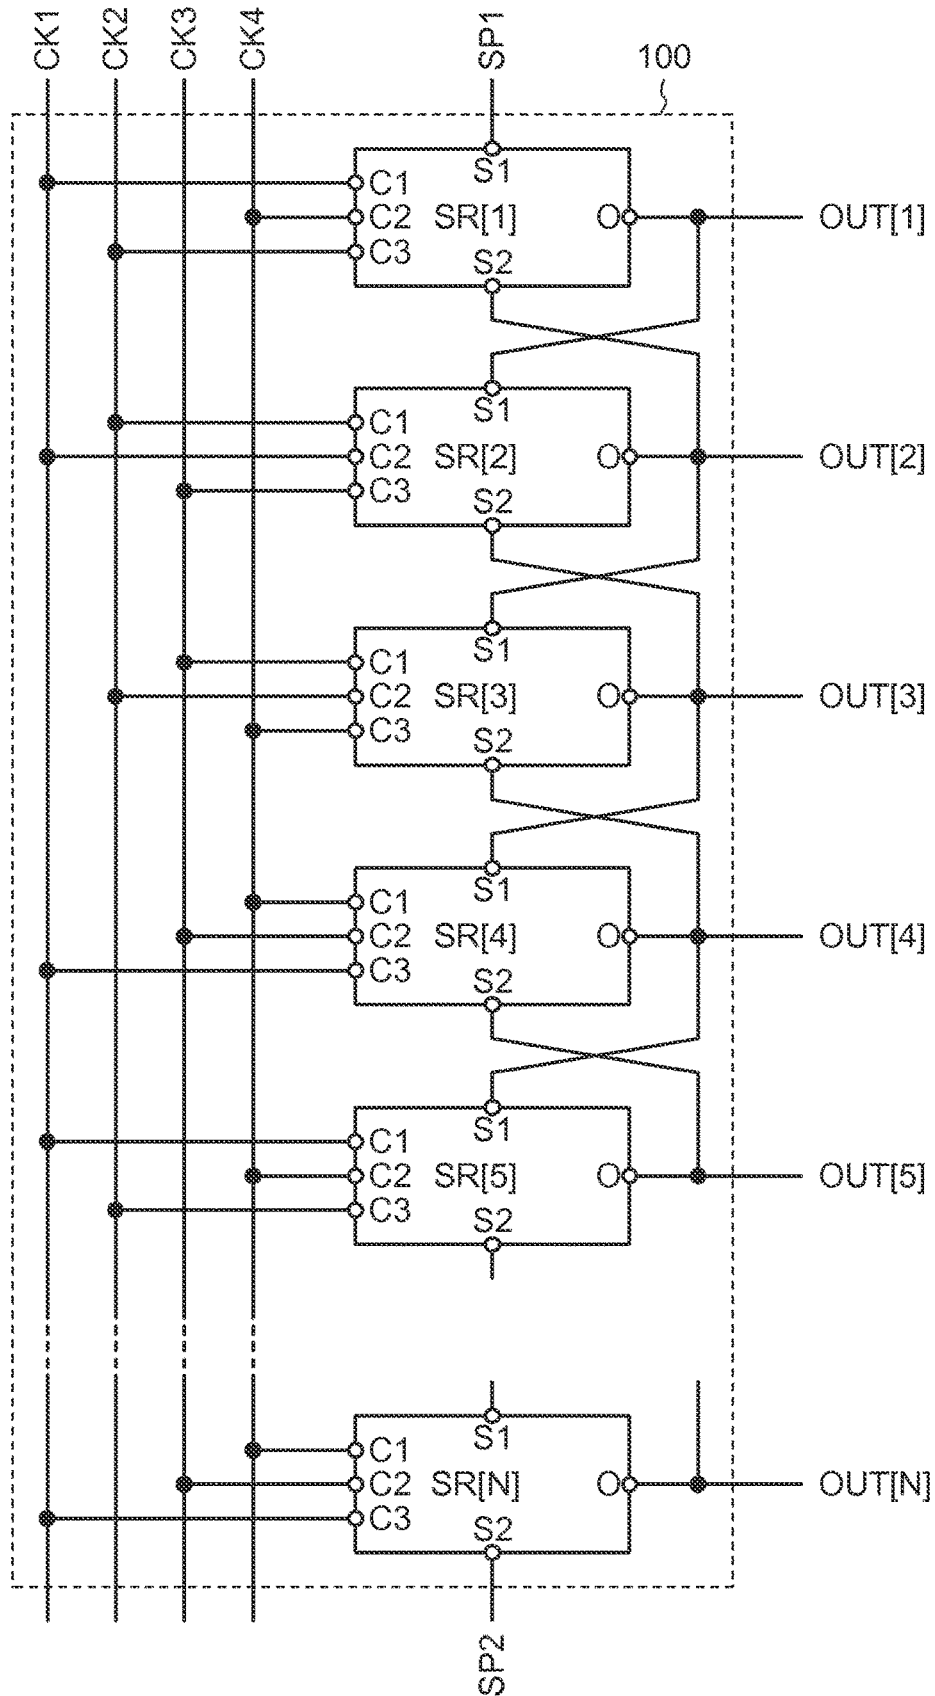 CK1
CK2
CK3
CK4
SP1
100
S1
C1
C2
C3
SR[1]
O
S2
OUT[1]
S1
C1
C2
C3
SR[2]
O
S2
OUT[2]
S1
C1
C2
C3
SR[3]
O
S2
OUT[3]
S1
C1
C2
C3
SR[4]
O
S2
OUT[4]
S1
C1
C2
C3
SR[5]
O
S2
OUT[5]
S1
C1
C2
C3
SR[N]
O
S2
OUT[N]
SP2